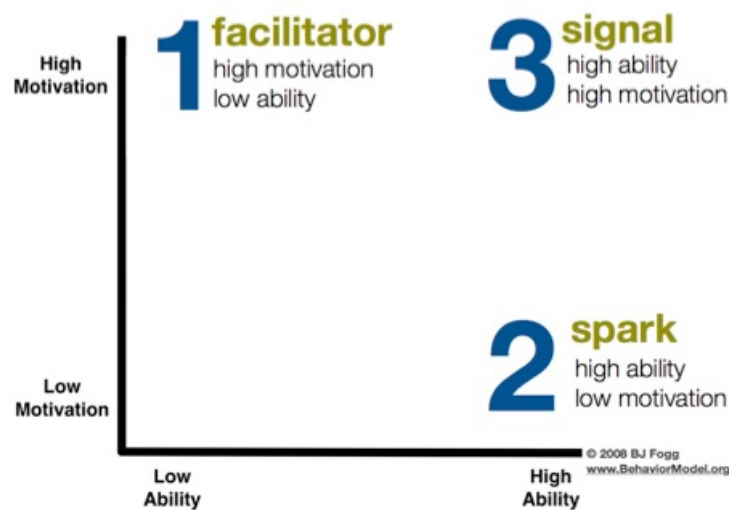 1 facilitator
high motivation
low ability
3 signal
high ability
high motivation
High
Motivation
2 spark
high ability
low motivation
Low
Motivation
© 2008 BJ Fogg
www.BehaviorModel.org
Low
Ability
High
Ability